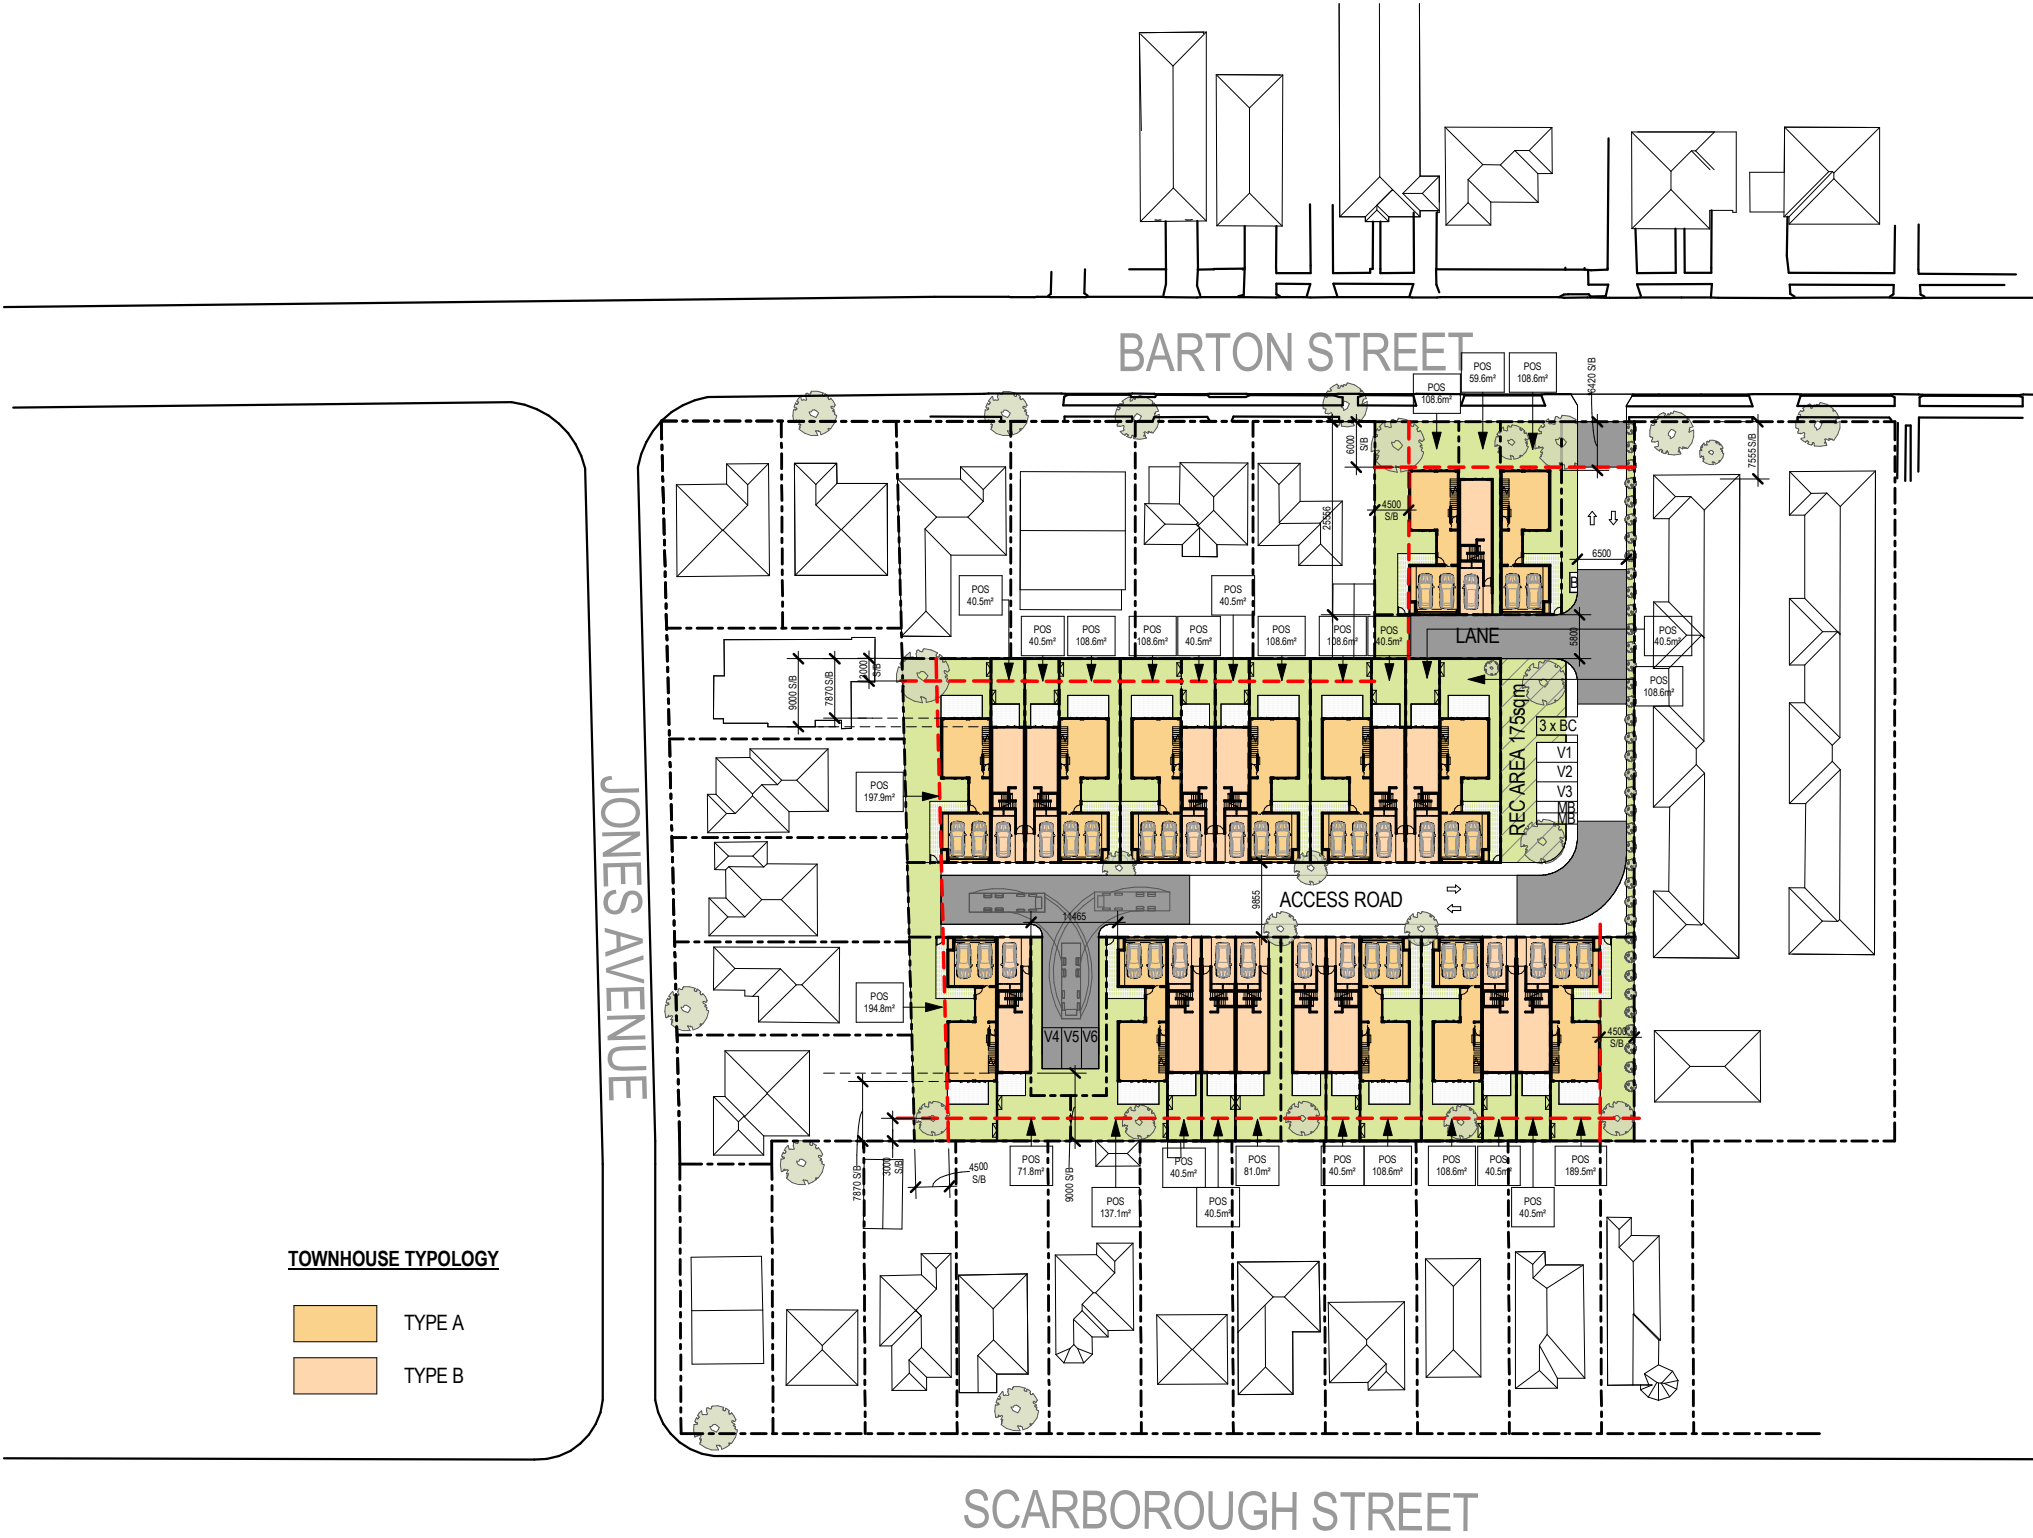 BARTON STREET
POS
59.6m²
POS
108.6m²
POS
108.6m²
6420 S/B
6000
S/B
7555 S/B
4500
S/B
25556
6500
B
POS
40.5m²
POS
40.5m²
POS
40.5m²
POS
108.6m²
POS
108.6m²
POS
40.5m²
POS
108.6m²
POS
108.6m²
POS
40.5m²
LANE
5800
POS
40.5m²
POS
108.6m²
9000 S/B
7870 S/B
3000
S/B
REC AREA 175sqm
3 x BC
V1
V2
V3
MB
MB
POS
197.9m²
JONES AVENUE
ACCESS ROAD
9855
11465
POS
194.8m²
V4
V5
V6
4500
S/B
7870 S/B
3000
S/B
4500
S/B
9000 S/B
POS
71.8m²
POS
137.1m²
POS
40.5m²
POS
40.5m²
POS
81.0m²
POS
40.5m²
POS
108.6m²
POS
108.6m²
POS
40.5m²
POS
40.5m²
POS
189.5m²
TOWNHOUSE TYPOLOGY
TYPE A
TYPE B
SCARBOROUGH STREET